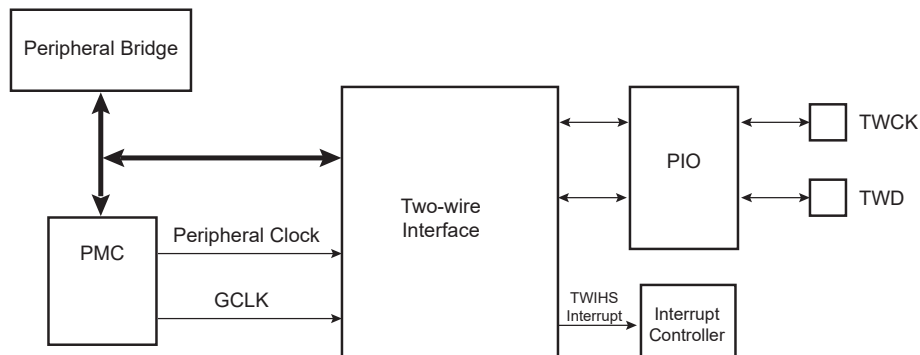 Peripheral Bridge
TWCK
PIO
Two-wire
Interface
TWD
PMC
Peripheral Clock
GCLK
TWIHS
Interrupt
Interrupt
Controller